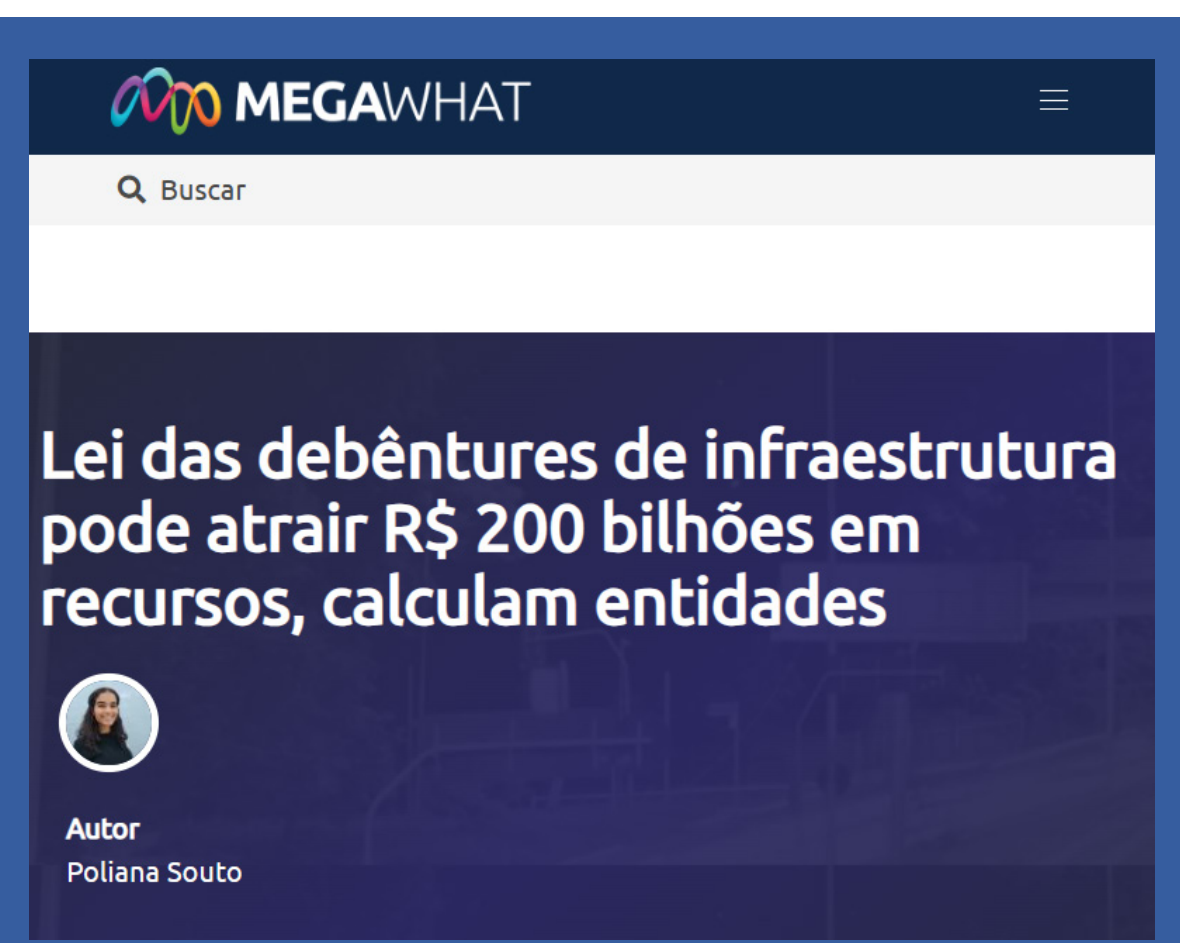 MEGAWHAT
Buscar
Lei das debêntures de infraestrutura
pode atrair R$ 200 bilhões em
recursos, calculam entidades
Autor
Poliana Souto